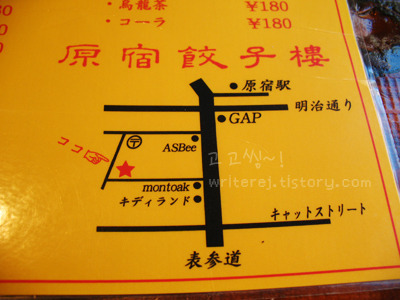 ・烏龍茶 ¥180
・コーラ ¥180
原宿餃子樓
原宿駅
明治通り
GAP
〒
ASBee
ココ
고고씽~!
writerej.tistory.com
montoak
キディランド
キャットストリート
表参道